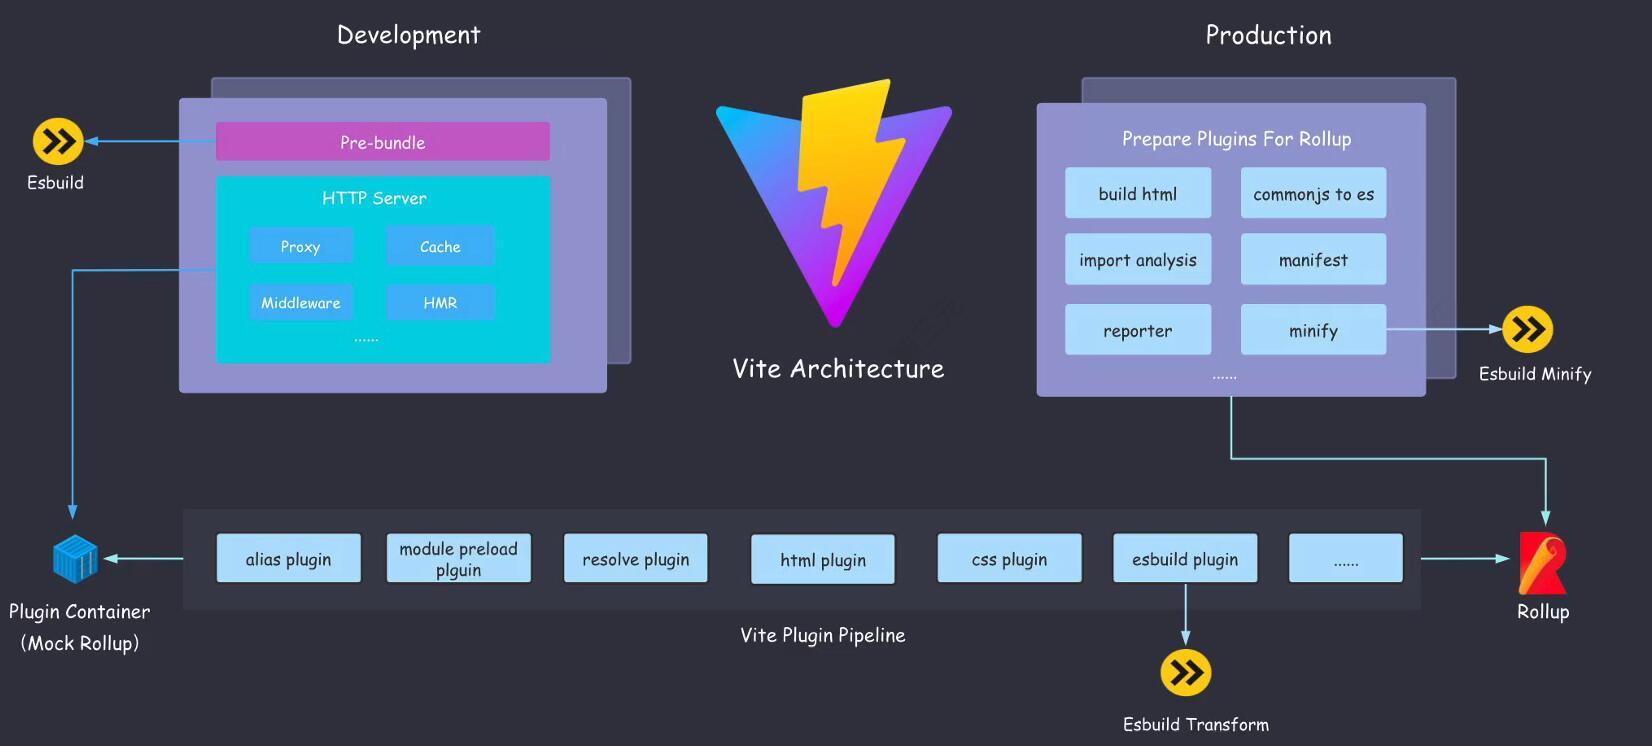 Development
Production
Pre-bundle
Esbuild
HTTP Server
Proxy
Cache
Middleware
HMR
......
Vite Architecture
Prepare Plugins For Rollup
build html
commonjs to es
import analysis
manifest
reporter
minify
......
Esbuild Minify
alias plugin
module preload
plguin
resolve plugin
html plugin
css plugin
esbuild plugin
......
Plugin Container
(Mock Rollup)
Vite Plugin Pipeline
Rollup
Esbuild Transform